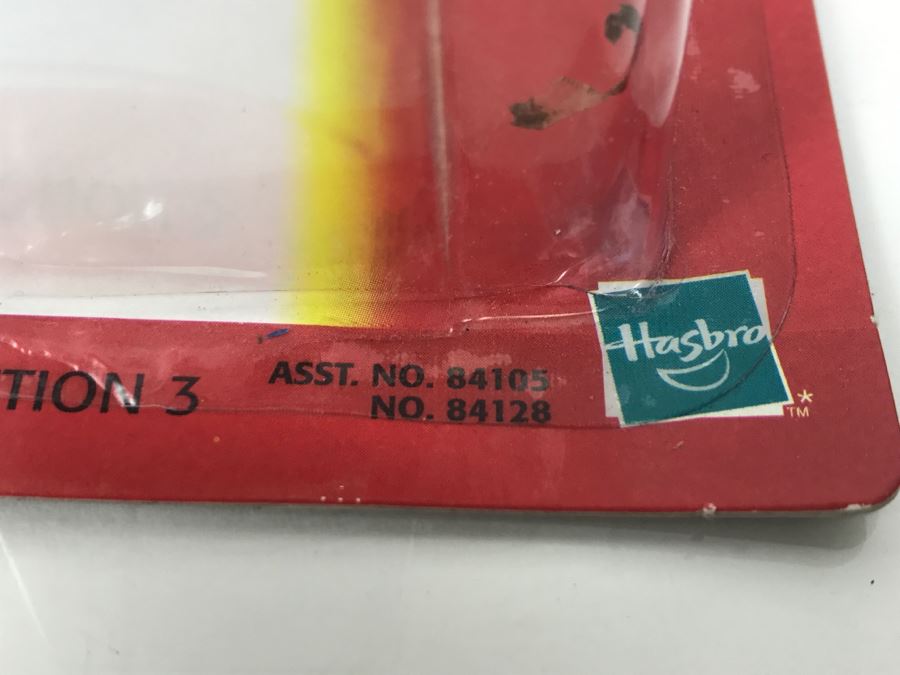 TION 3
ASST. NO. 84105
NO. 84128
Hasbro
TM*